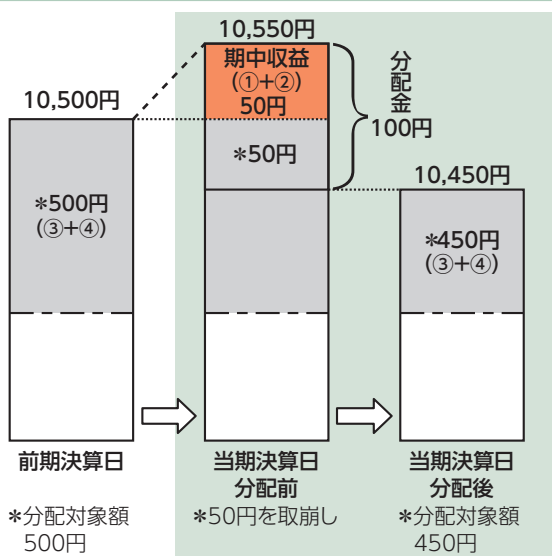 10,550円
期中収益
(①+②)
50円
分配金
100円
10,500円
*50円
10,450円
*500円
(③+④)
*450円
(③+④)
前期決算日
当期決算日
分配前
当期決算日
分配後
*分配対象額
500円
*50円を取崩し
*分配対象額
450円